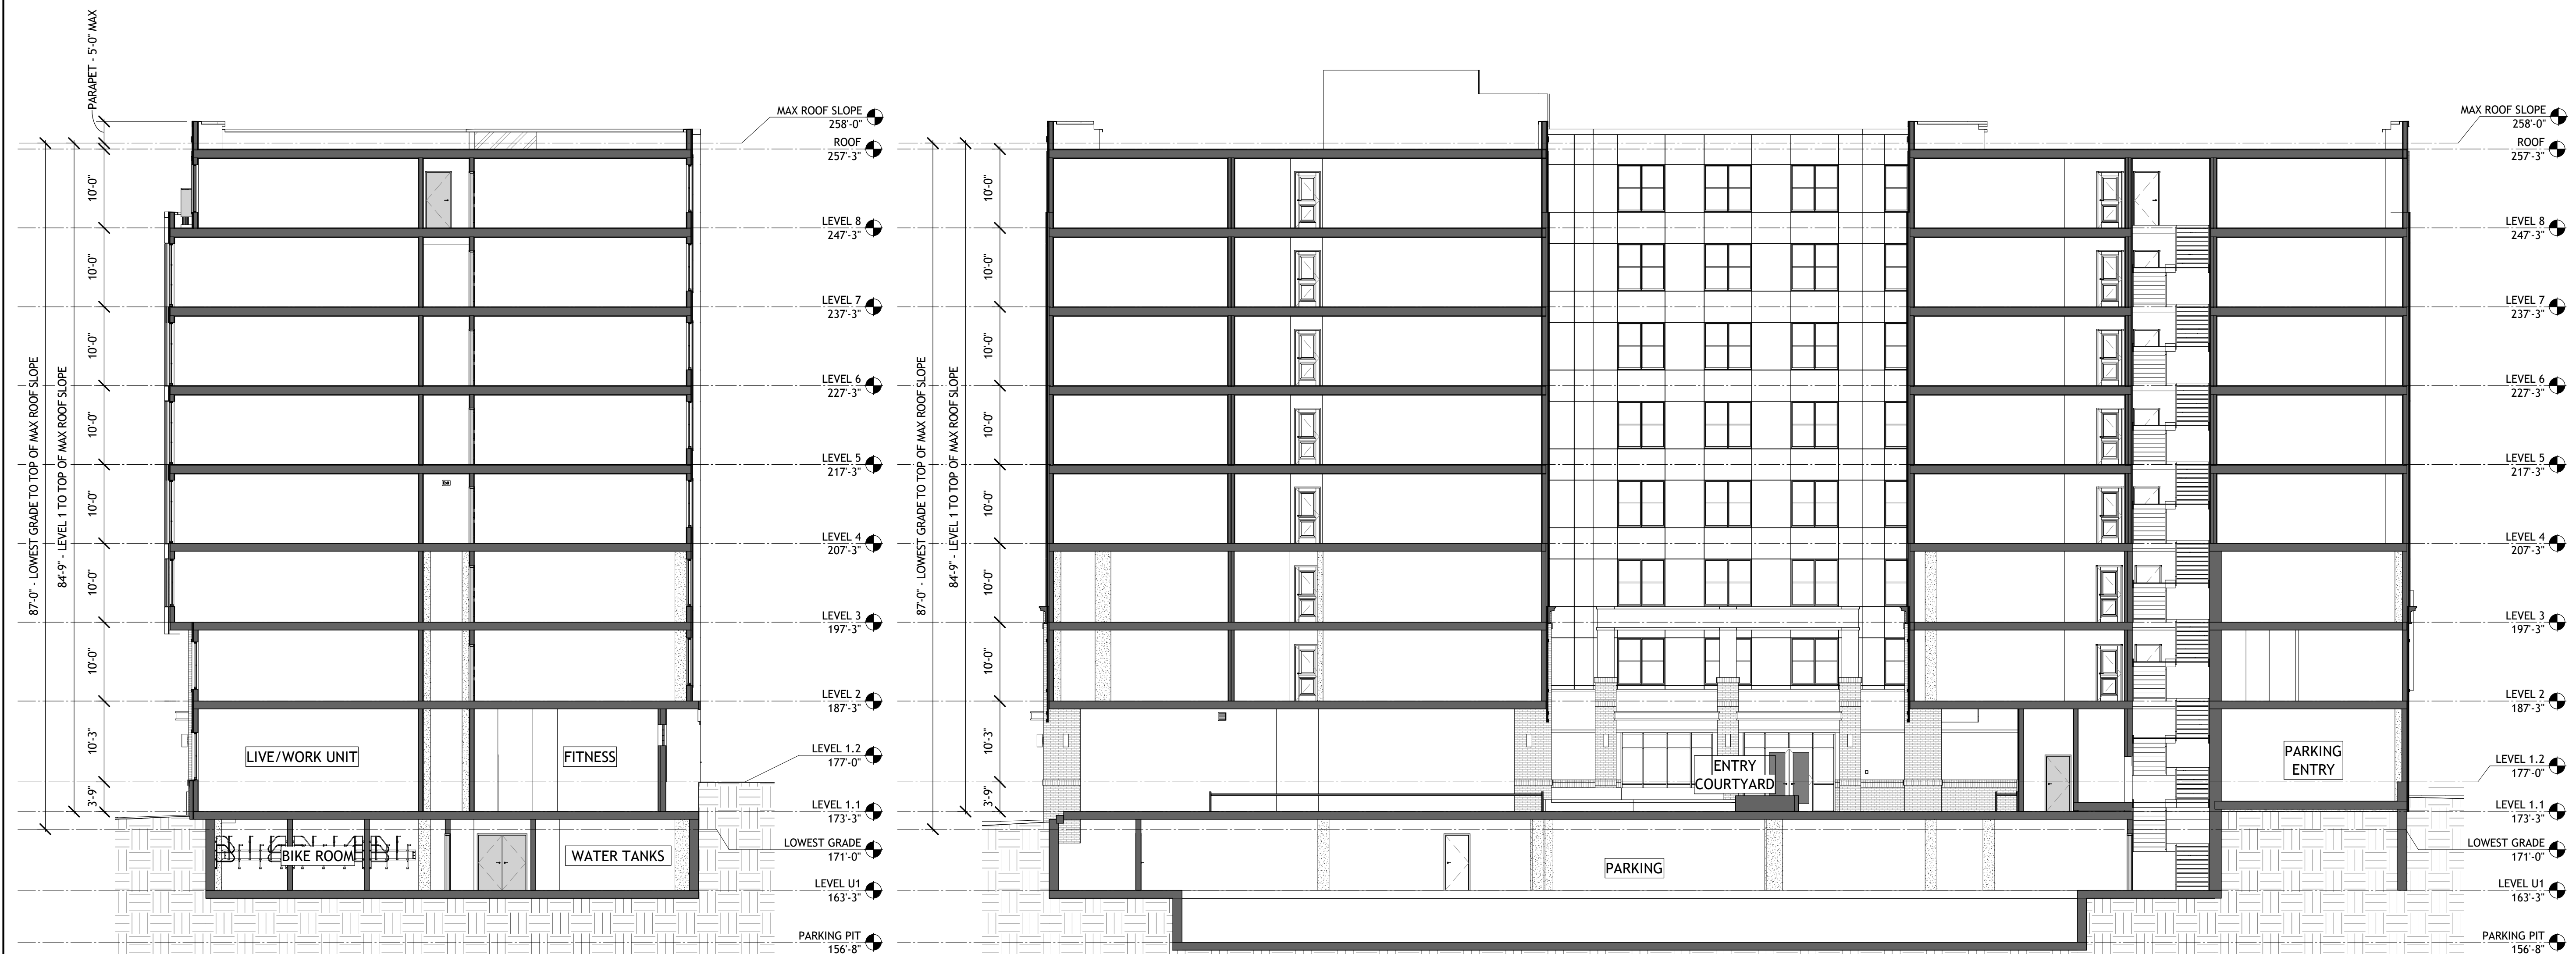 PARAPET - 5'-0" MAX
87'-0" - LOWEST GRADE TO TOP OF MAX ROOF SLOPE
84'-9" - LEVEL 1 TO TOP OF MAX ROOF SLOPE
10'-0"
10'-0"
10'-0"
10'-0"
10'-0"
10'-0"
10'-0"
10'-3"
3'-9"
LIVE/WORK UNIT
FITNESS
BIKE ROOM
WATER TANKS
MAX ROOF SLOPE
258'-0"
ROOF
257'-3"
LEVEL 8
247'-3"
LEVEL 7
237'-3"
LEVEL 6
227'-3"
LEVEL 5
217'-3"
LEVEL 4
207'-3"
LEVEL 3
197'-3"
LEVEL 2
187'-3"
LEVEL 1.2
177'-0"
LEVEL 1.1
173'-3"
LOWEST GRADE
171'-0"
LEVEL U1
163'-3"
PARKING PIT
156'-8"
87'-0" - LOWEST GRADE TO TOP OF MAX ROOF SLOPE
84'-9" - LEVEL 1 TO TOP OF MAX ROOF SLOPE
10'-0"
10'-0"
10'-0"
10'-0"
10'-0"
10'-0"
10'-0"
10'-3"
3'-9"
ENTRY
COURTYARD
PARKING
ENTRY
PARKING
MAX ROOF SLOPE
258'-0"
ROOF
257'-3"
LEVEL 8
247'-3"
LEVEL 7
237'-3"
LEVEL 6
227'-3"
LEVEL 5
217'-3"
LEVEL 4
207'-3"
LEVEL 3
197'-3"
LEVEL 2
187'-3"
LEVEL 1.2
177'-0"
LEVEL 1.1
173'-3"
LOWEST GRADE
171'-0"
LEVEL U1
163'-3"
PARKING PIT
156'-8"